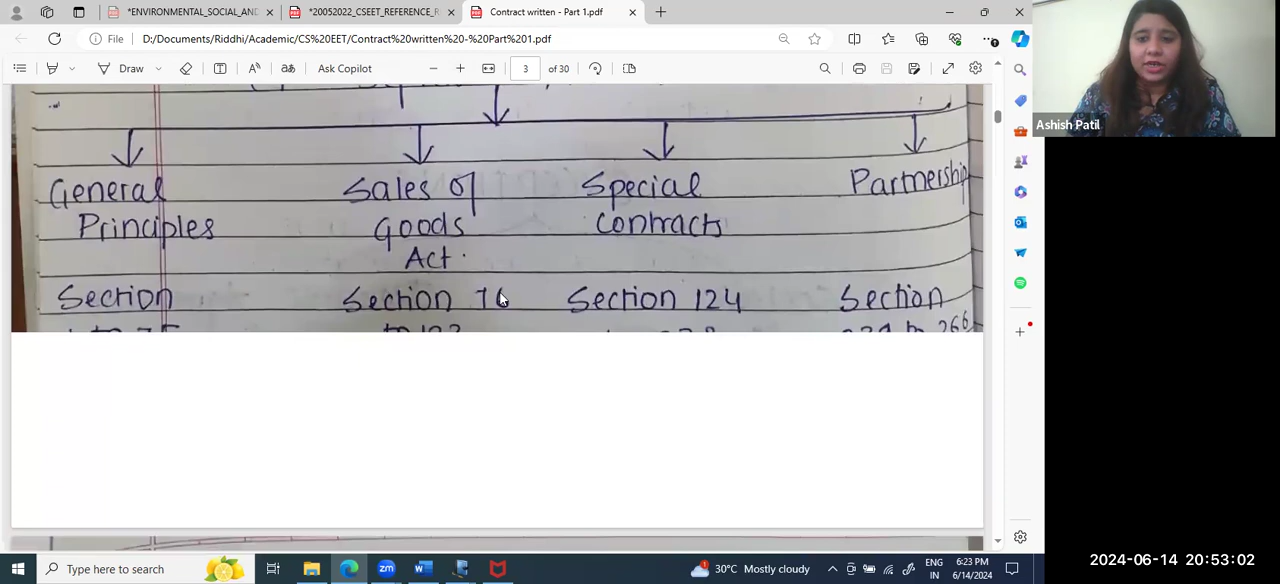 *ENVIRONMENTAL_SOCIAL_AND
*20052022_CSEET_REFERENCE_R
Contract written - Part 1.pdf
File
D:/Documents/Riddhi/Academic/CS%20EET/Contract%20written%20-%20Part%201.pdf
Draw
Ask Copilot
3
of 30
Ashish Patil
General
Principles
Sales of
Goods
Act.
Special
Contracts
Partnership
Section
Section 76
Section 124
Section
266
Type here to search
30°C Mostly cloudy
ENG
IN
6:23 PM
6/14/2024
2024-06-14 20:53:02